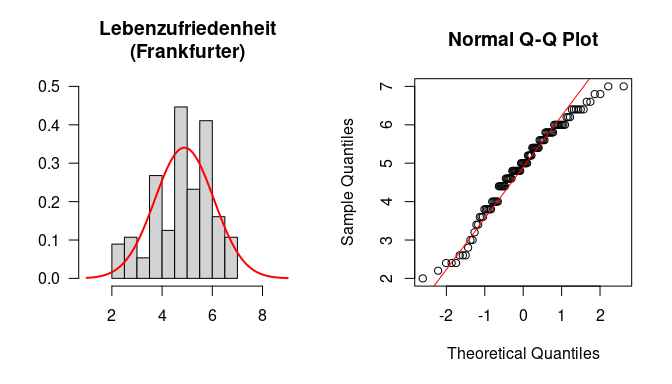 Lebenzufriedenheit
(Frankfurter)
0.5
0.4
0.3
0.2
0.1
0.0
2 4 6 8
Normal Q-Q Plot
Sample Quantiles
7
6
5
4
3
2
-2 -1 0 1 2
Theoretical Quantiles